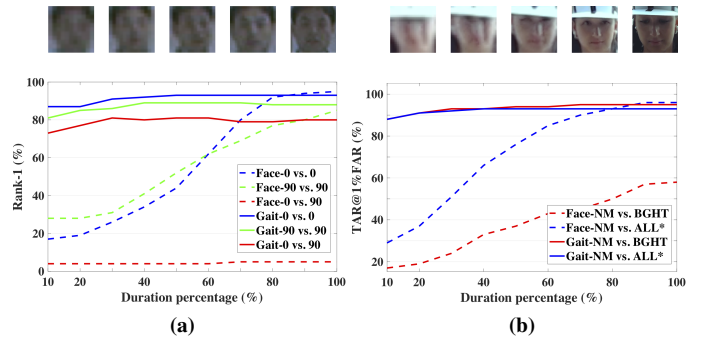 100
80
60
40
20
0
Rank-1 (%)
10 20 40 60 80 100
Duration percentage (%)
Face-0 vs. 0
Face-90 vs. 90
Face-0 vs. 90
Gait-0 vs. 0
Gait-90 vs. 90
Gait-0 vs. 90
(a)
100
80
60
40
20
TAR@1%FAR (%)
10 20 40 60 80 100
Duration percentage (%)
Face-NM vs. BGHT
Face-NM vs. ALL*
Gait-NM vs. BGHT
Gait-NM vs. ALL*
(b)